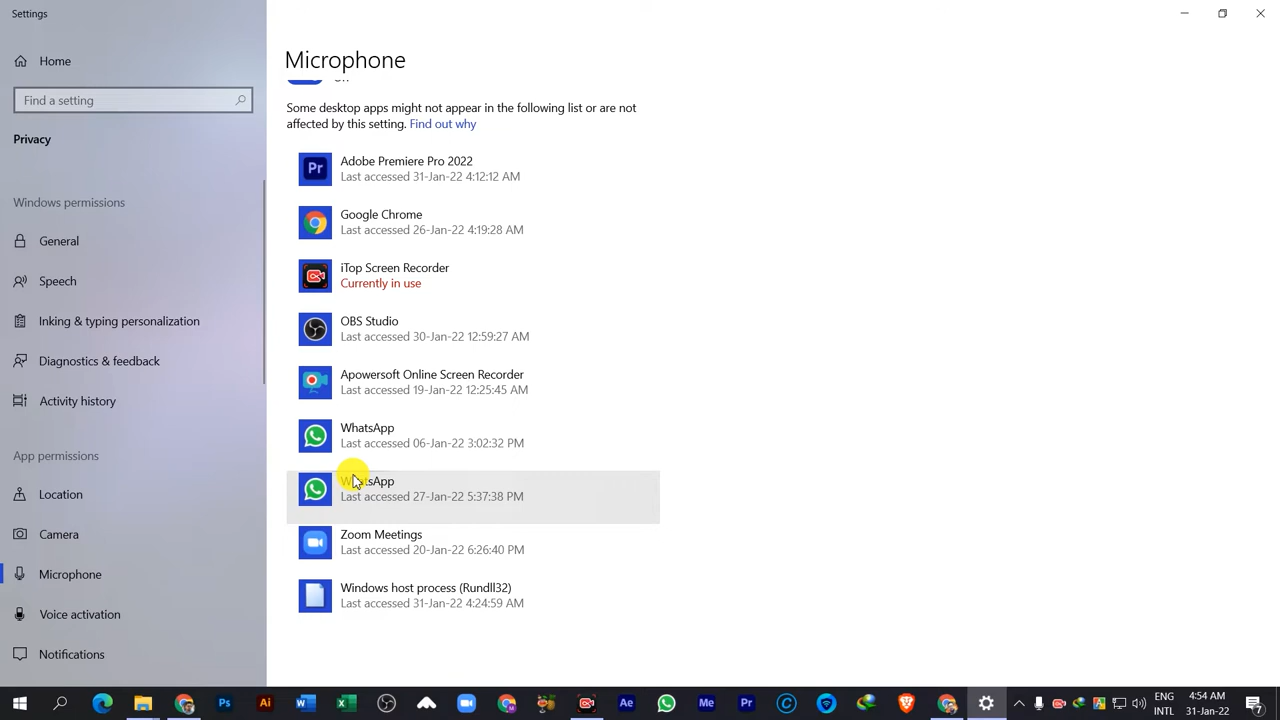 Settings
Home
Find a setting
Privacy
Windows permissions
General
Speech
Inking & typing personalization
Diagnostics & feedback
Activity history
App permissions
Location
Camera
Microphone
Voice activation
Notifications
Microphone
Some desktop apps might not appear in the following list or are not
affected by this setting. Find out why
Adobe Premiere Pro 2022
Last accessed 31-Jan-22 4:12:12 AM
Google Chrome
Last accessed 26-Jan-22 4:19:28 AM
iTop Screen Recorder
Currently in use
OBS Studio
Last accessed 30-Jan-22 12:59:27 AM
Apowersoft Online Screen Recorder
Last accessed 19-Jan-22 12:25:45 AM
WhatsApp
Last accessed 06-Jan-22 3:02:32 PM
WhatsApp
Last accessed 27-Jan-22 5:37:38 PM
Zoom Meetings
Last accessed 20-Jan-22 6:26:40 PM
Windows host process (Rundll32)
Last accessed 31-Jan-22 4:24:59 AM
ENG
INTL
4:54 AM
31-Jan-22